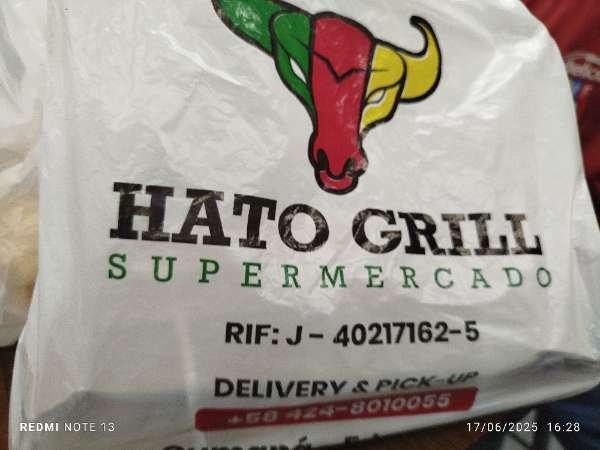 HATO GRILL
SUPERMERCADO
RIF: J - 40217162-5
DELIVERY & PICK-UP
+58 424-8010055
Cumaná -
REDMI NOTE 13
17/06/2025 16:28